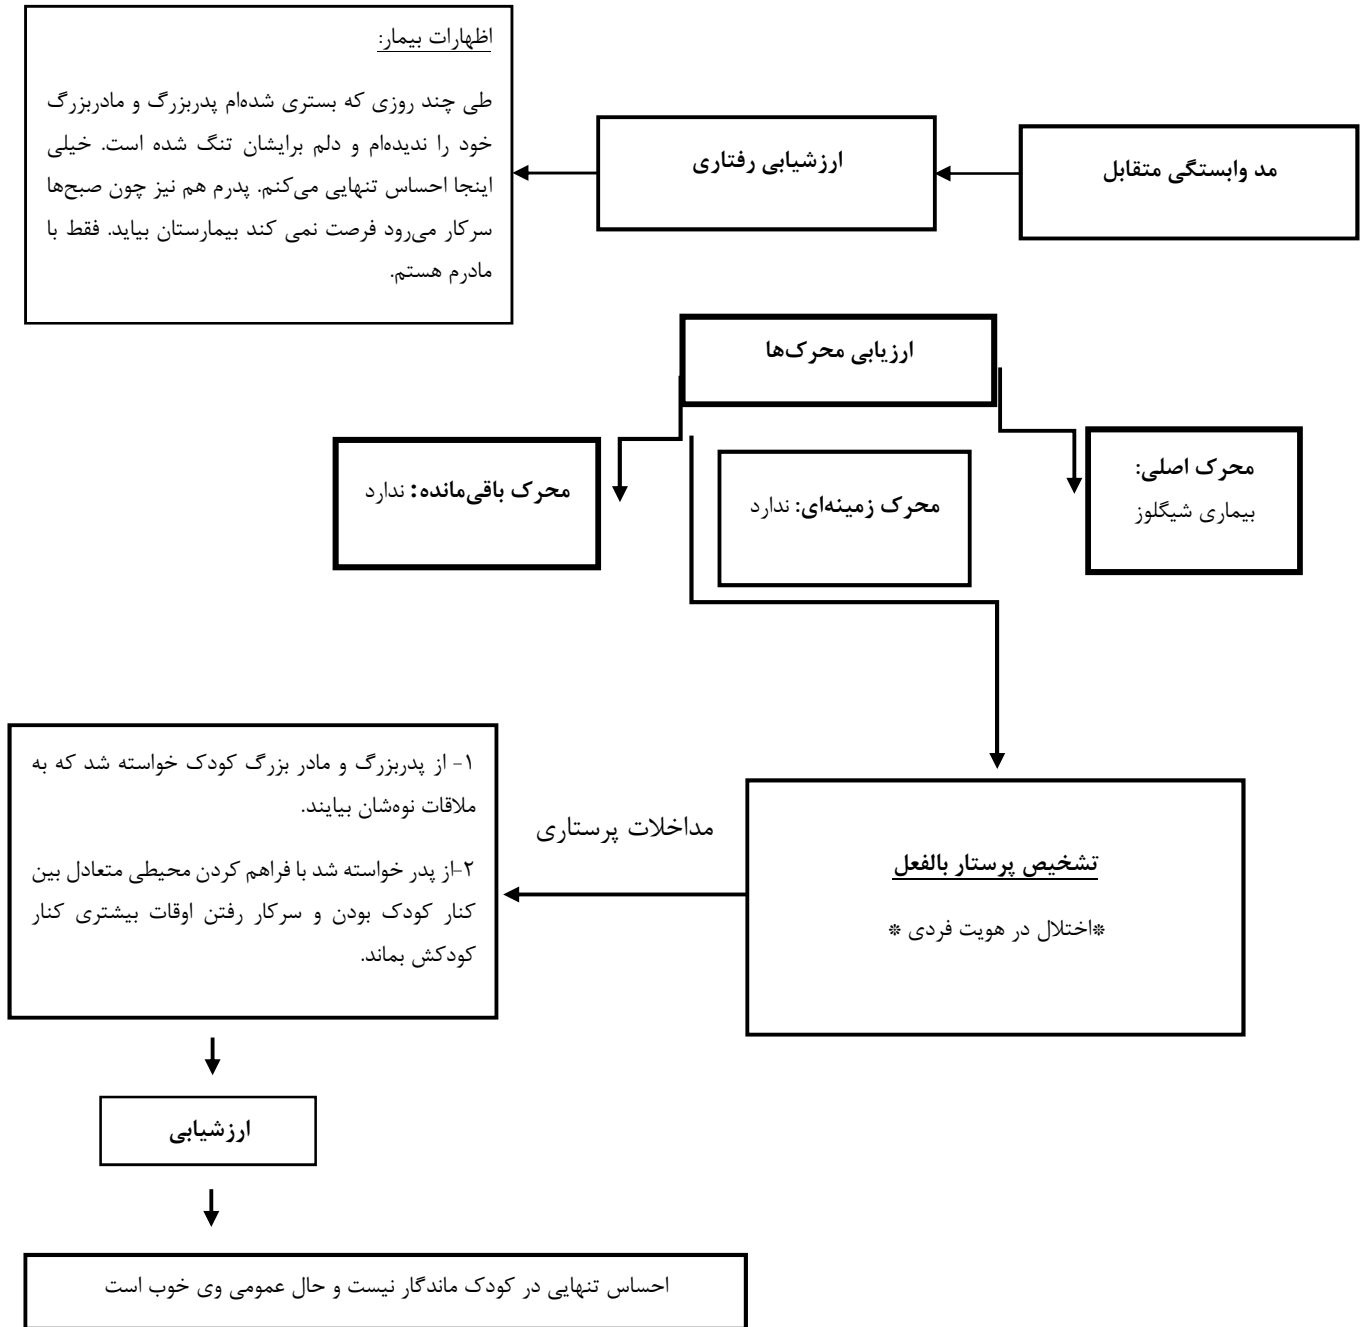 مد وابستگی متقابل
ارزشیابی رفتاری
اظهارات بیمار:
طی چند روزی که بستری شده‌ام پدربزرگ و مادربزرگ
خود را ندیده‌ام و دلم برایشان تنگ شده است. خیلی
اینجا احساس تنهایی می‌کنم. پدرم هم نیز چون صبح‌ها
سرکار می‌رود فرصت نمی کند بیمارستان بیاید. فقط با
مادرم هستم.
ارزیابی محرک‌ها
محرک اصلی:
بیماری شیگلوز
محرک زمینه‌ای: ندارد
محرک باقی‌مانده: ندارد
تشخیص پرستار بالفعل
*اختلال در هویت فردی *
مداخلات پرستاری
۱- از پدربزرگ و مادر بزرگ کودک خواسته شد که به
ملاقات نوه‌شان بیایند.
۲-از پدر خواسته شد با فراهم کردن محیطی متعادل بین
کنار کودک بودن و سرکار رفتن اوقات بیشتری کنار
کودکش بماند.
ارزشیابی
احساس تنهایی در کودک ماندگار نیست و حال عمومی وی خوب است